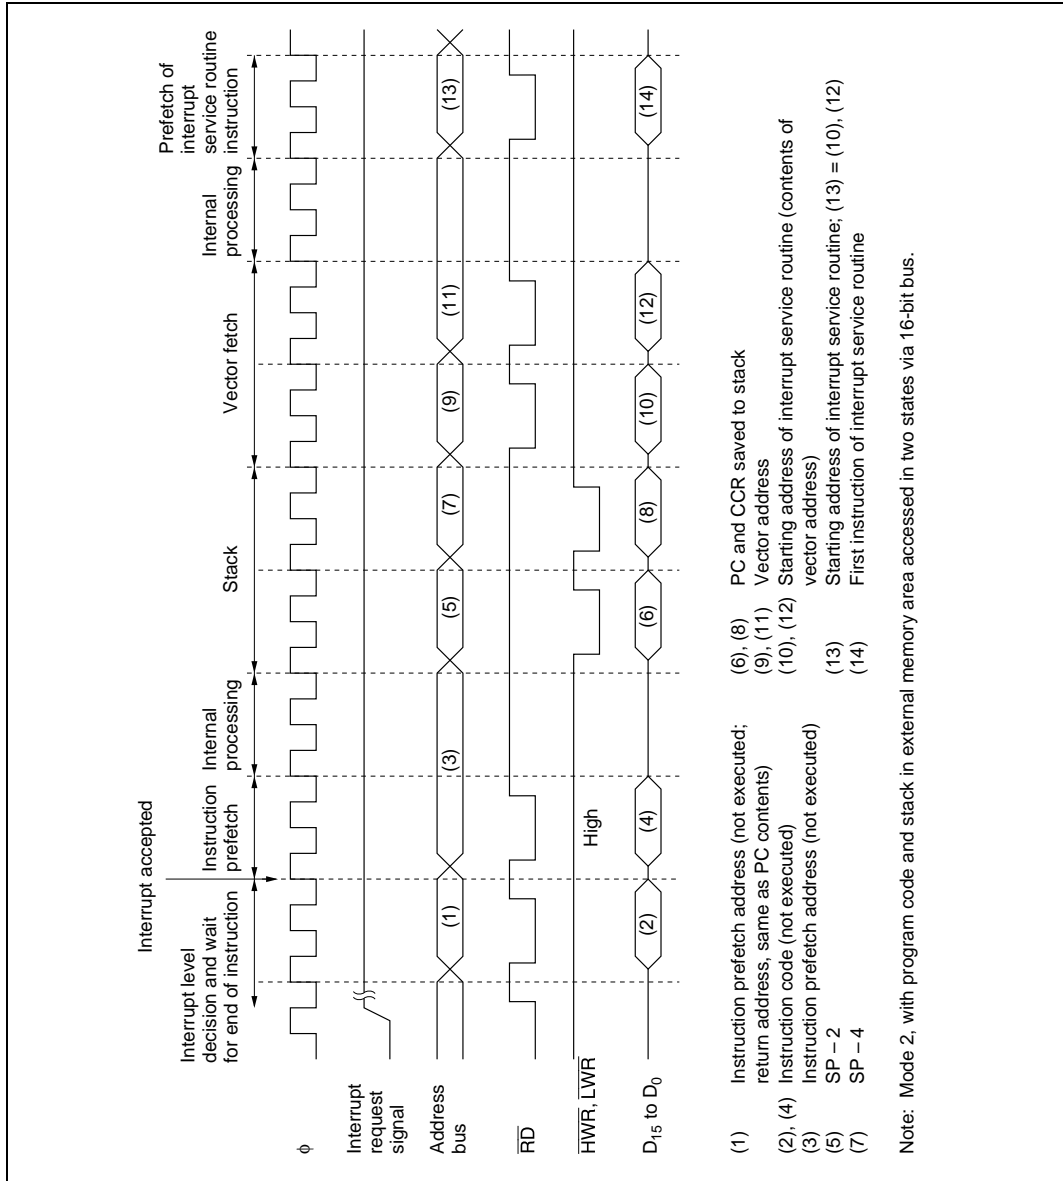 Interrupt accepted
Interrupt level
decision and wait
for end of instruction
Instruction
prefetch
Internal
processing
Stack
Vector fetch
Internal
processing
Prefetch of
interrupt
service routine
instruction
φ
Interrupt
request
signal
Address
bus
(1)
(3)
(5)
(7)
(9)
(11)
(13)
RD
HWR, LWR
High
D15 to D0
(2)
(4)
(6)
(8)
(10)
(12)
(14)
(1) Instruction prefetch address (not executed;
return address, same as PC contents)
(2), (4) Instruction code (not executed)
(3) Instruction prefetch address (not executed)
(5) SP – 2
(7) SP – 4
(6), (8) PC and CCR saved to stack
(9), (11) Vector address
(10), (12) Starting address of interrupt service routine (contents of
vector address)
(13) Starting address of interrupt service routine; (13) = (10), (12)
(14) First instruction of interrupt service routine
Note: Mode 2, with program code and stack in external memory area accessed in two states via 16-bit bus.